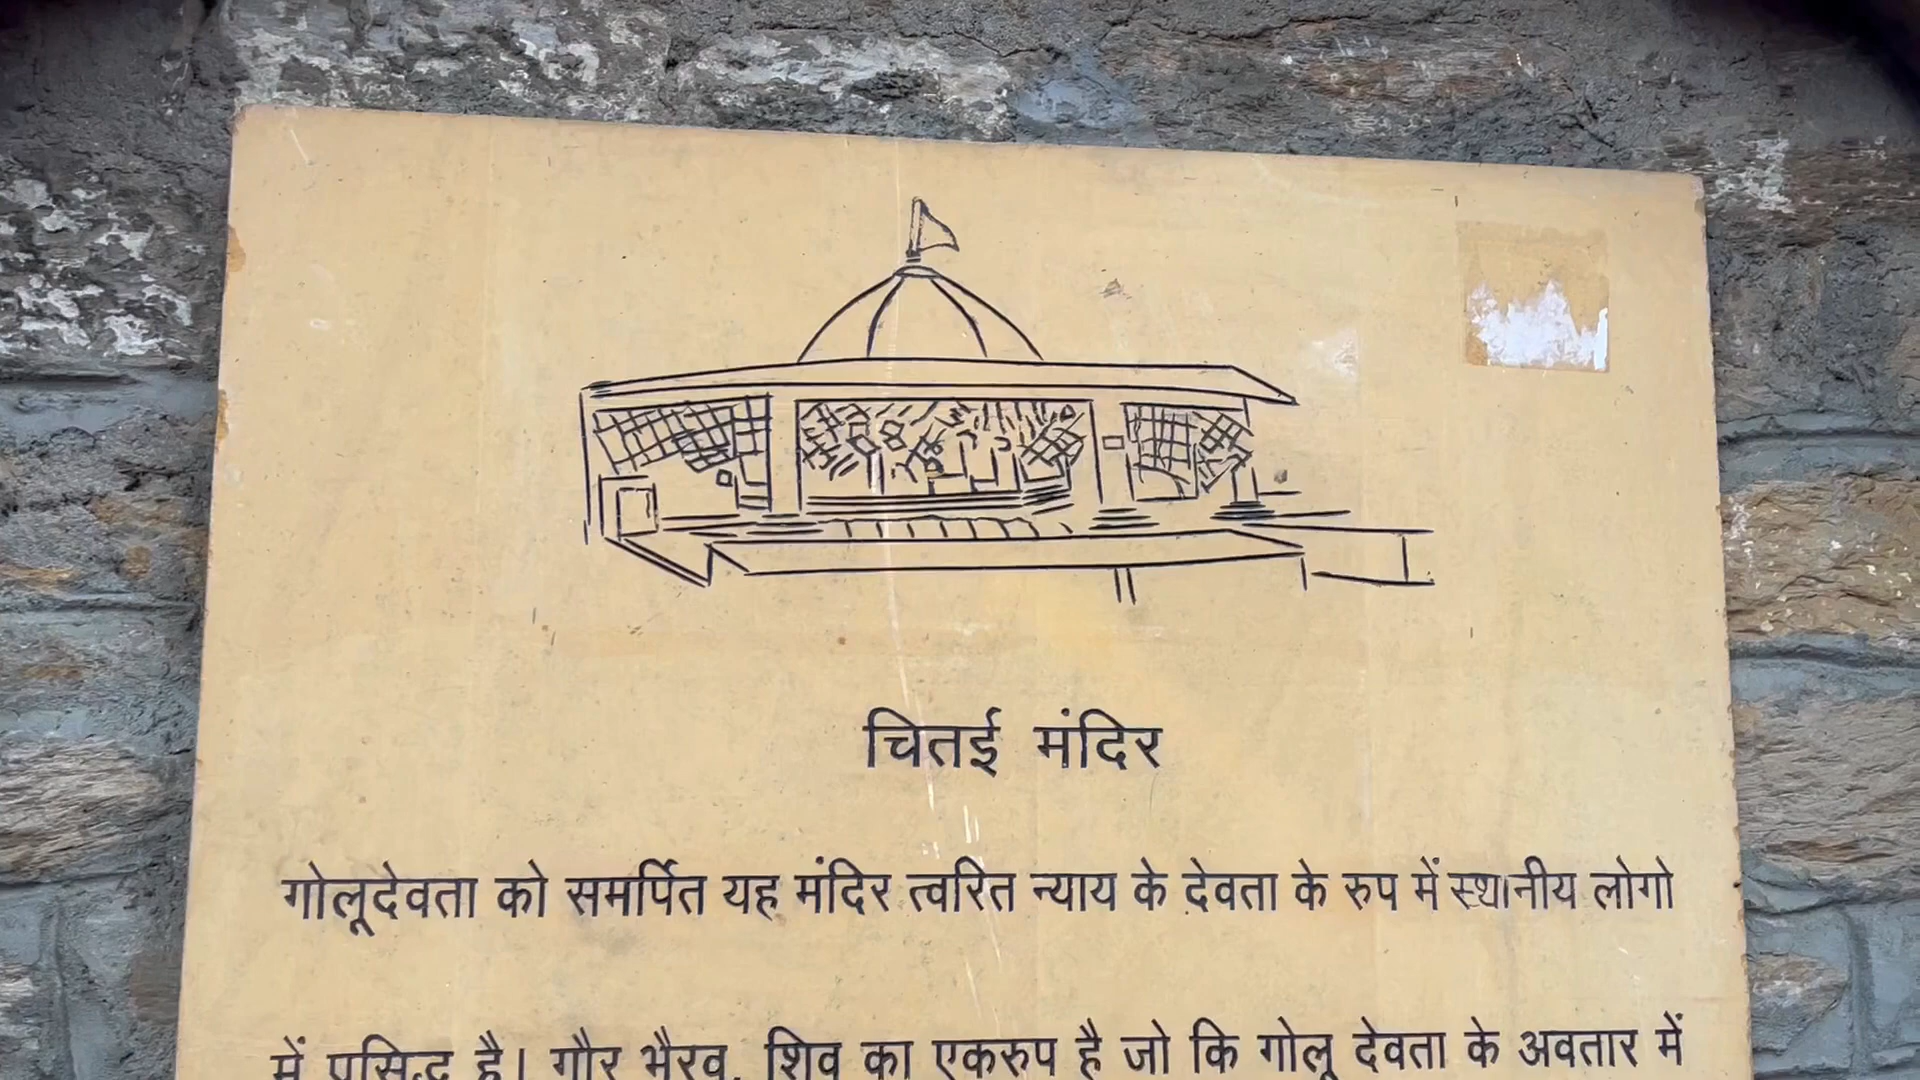 चितई मंदिर
गोलूदेवता को समर्पित यह मंदिर त्वरित न्याय के देवता के रुप में स्थानीय लोगो
में प्रसिद्ध है। गौर भैरव, शिव का एकरुप है जो कि गोलू देवता के अवतार में